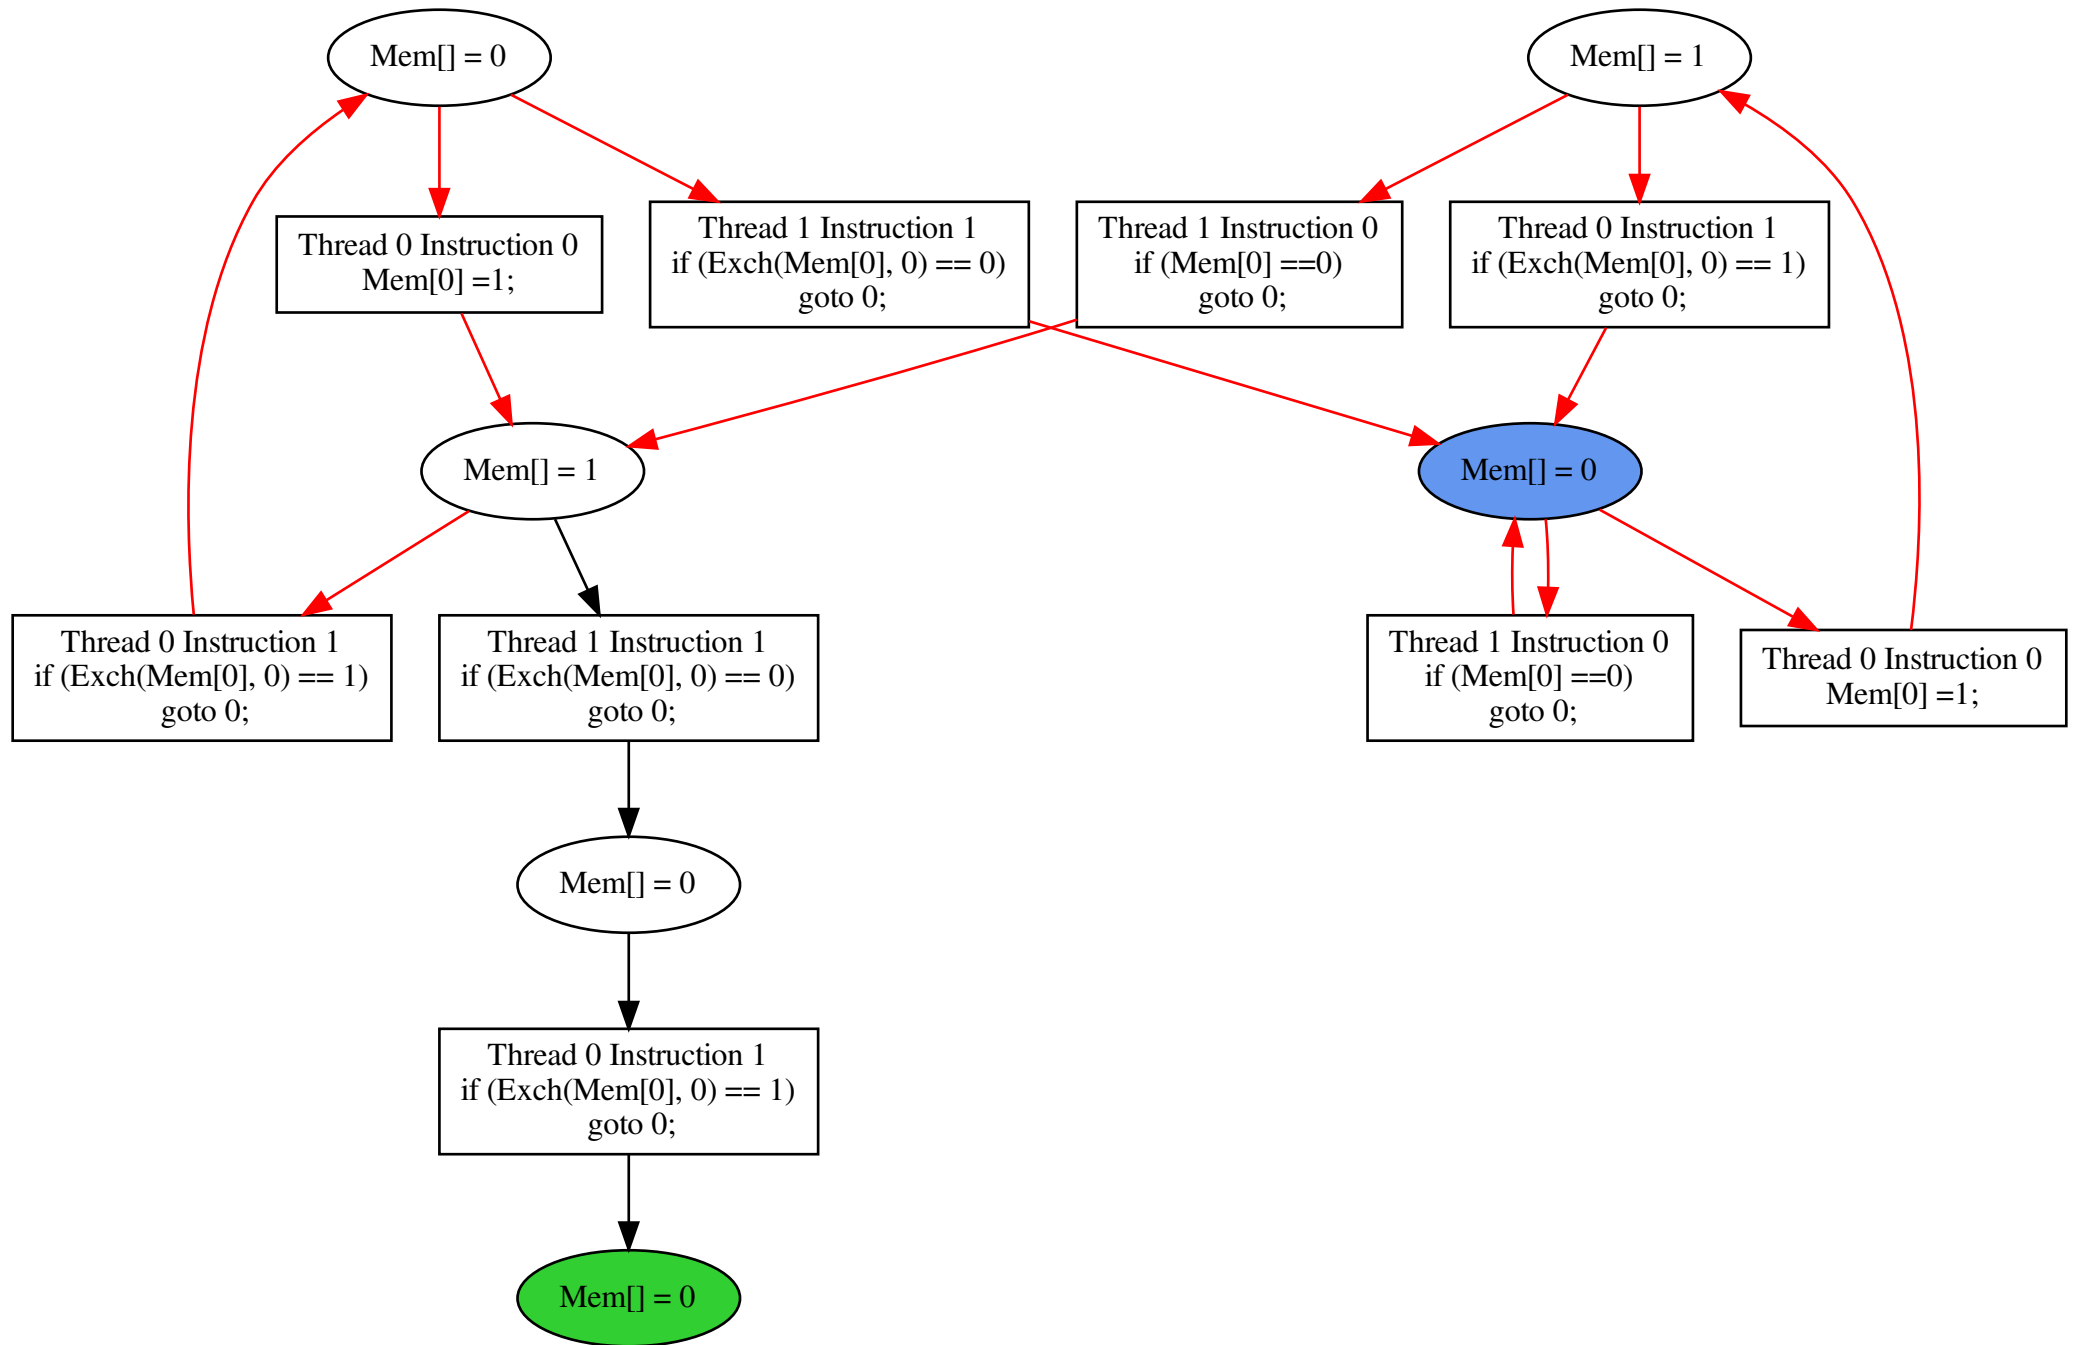 Mem[] = 0
Mem[] = 1
Thread 0 Instruction 0
Mem[0] =1;
Thread 1 Instruction 1
if (Exch(Mem[0], 0) == 0)
goto 0;
Thread 1 Instruction 0
if (Mem[0] ==0)
goto 0;
Thread 0 Instruction 1
if (Exch(Mem[0], 0) == 1)
goto 0;
Mem[] = 1
Mem[] = 0
Thread 0 Instruction 1
if (Exch(Mem[0], 0) == 1)
goto 0;
Thread 1 Instruction 1
if (Exch(Mem[0], 0) == 0)
goto 0;
Thread 1 Instruction 0
if (Mem[0] ==0)
goto 0;
Thread 0 Instruction 0
Mem[0] =1;
Mem[] = 0
Thread 0 Instruction 1
if (Exch(Mem[0], 0) == 1)
goto 0;
Mem[] = 0